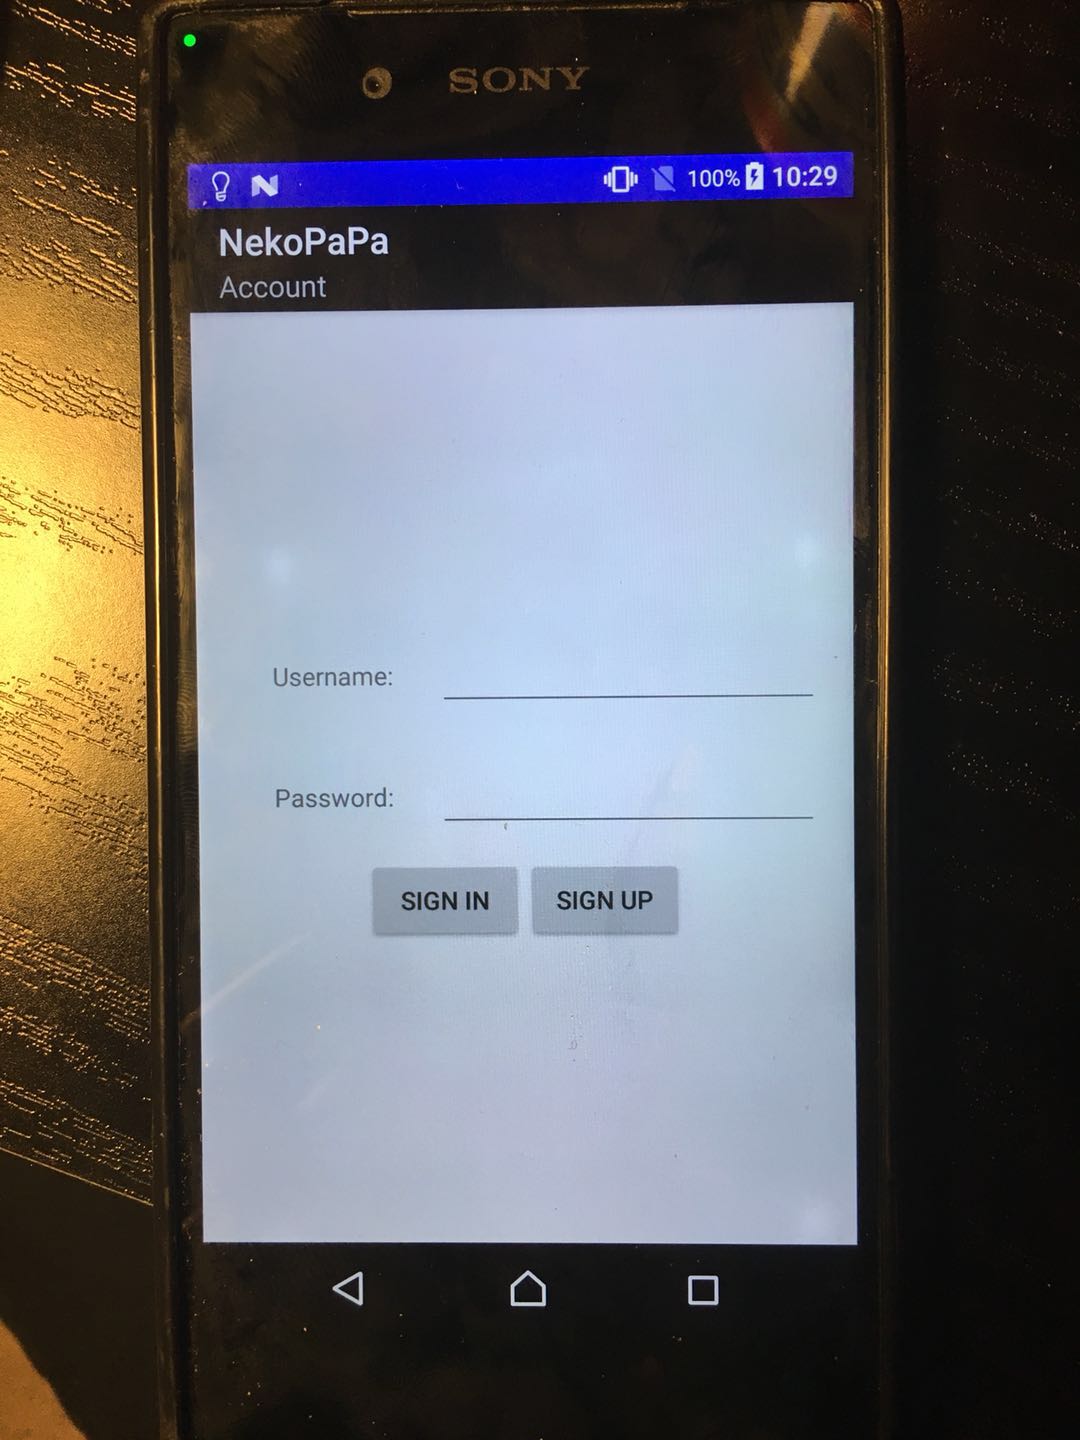 SONY
100% 10:29
NekoPaPa
Account
Username:
Password:
SIGN IN SIGN UP